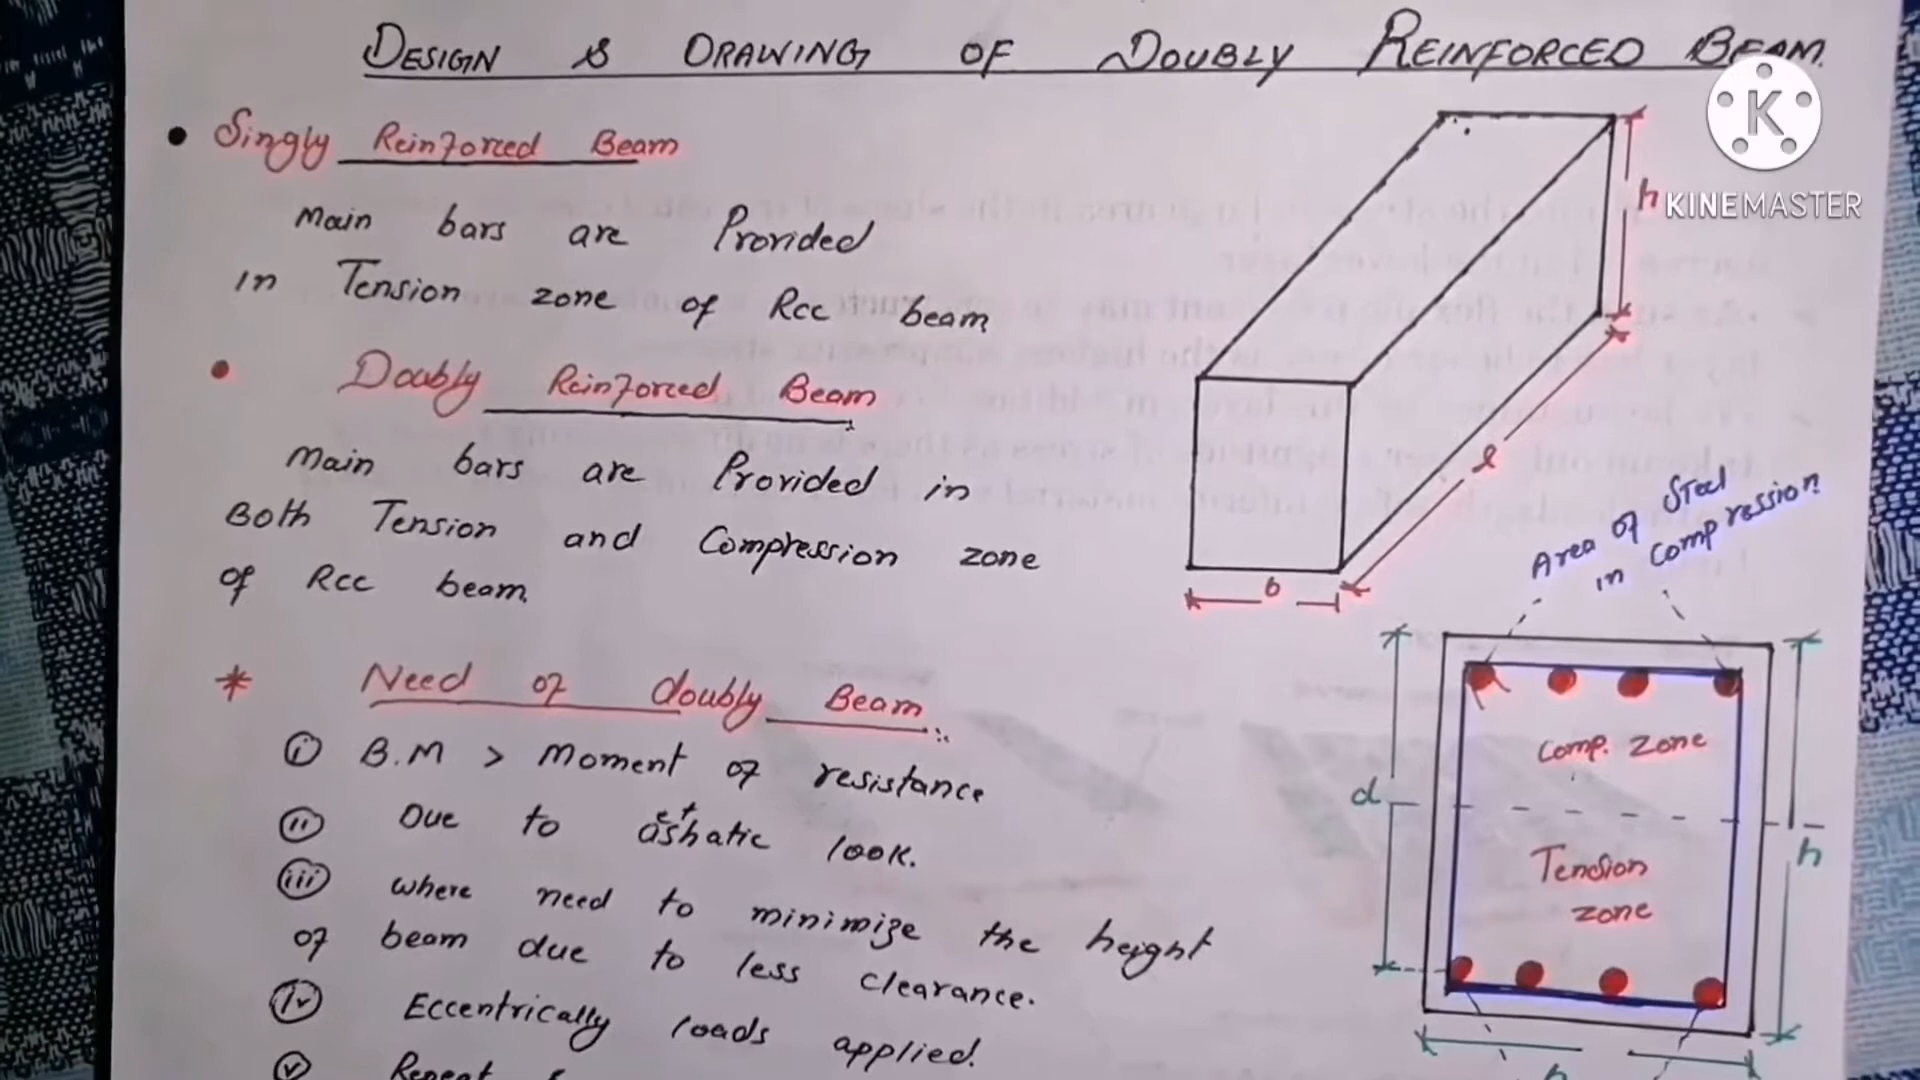 DESIGN & DRAWING OF DOUBLY REINFORCED BEAM.
• Singly Reinforced Beam
Main bars are Provided
in Tension zone of Rcc beam
• Doubly Reinforced Beam
Main bars are Provided in
Both Tension and Compression zone
of Rcc beam.
* Need of doubly Beam
(i) B.M > Moment of resistance
(ii) Due to ashatic look.
et
(iii) where need to minimize the height
of beam due to less clearance.
(iv) Eccentrically loads applied.
(v) Repeat
h
l
b
K
KINEMASTER
Area of Steel
in Compression
Comp. Zone
d
h
Tension
zone
b